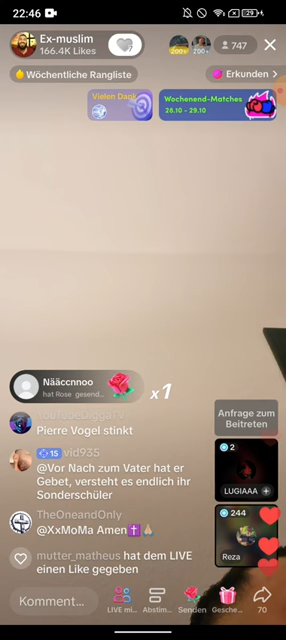 22:46
Ex-muslim
166.4K Likes
200+
200+
747
Wöchentliche Rangliste
Erkunden >
Vielen Dank
Wochenend-Matches
28.10 - 29.10
Nääccnnoo
hat Rose gesend...
x1
Pierre Vogel stinkt
Anfrage zum
Beitreten
15 vid935
@Vor Nach zum Vater hat er
Gebet, versteht es endlich ihr
Sonderschüler
2
LUGIAAA +
TheOneandOnly
@XxMoMa Amen✝️🙏🏼
244
Reza
mutter_matheus hat dem LIVE
einen Like gegeben
Komment...
LIVE mi...
Abstim...
Senden
Gesche...
70